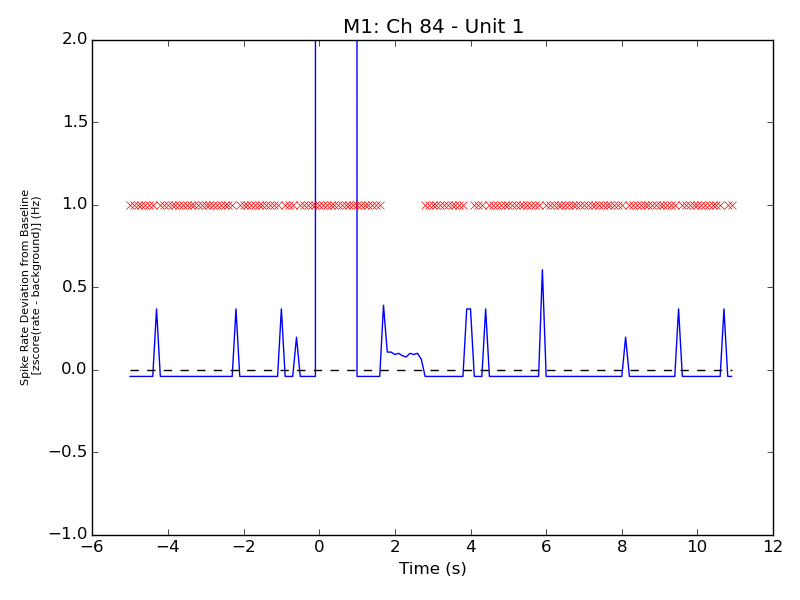 M1: Ch 84 - Unit 1
2.0
1.5
1.0
0.5
0.0
−0.5
−1.0
Spike Rate Deviation from Baseline
[zscore(rate - background)] (Hz)
−6 −4 −2 0 2 4 6 8 10 12
Time (s)